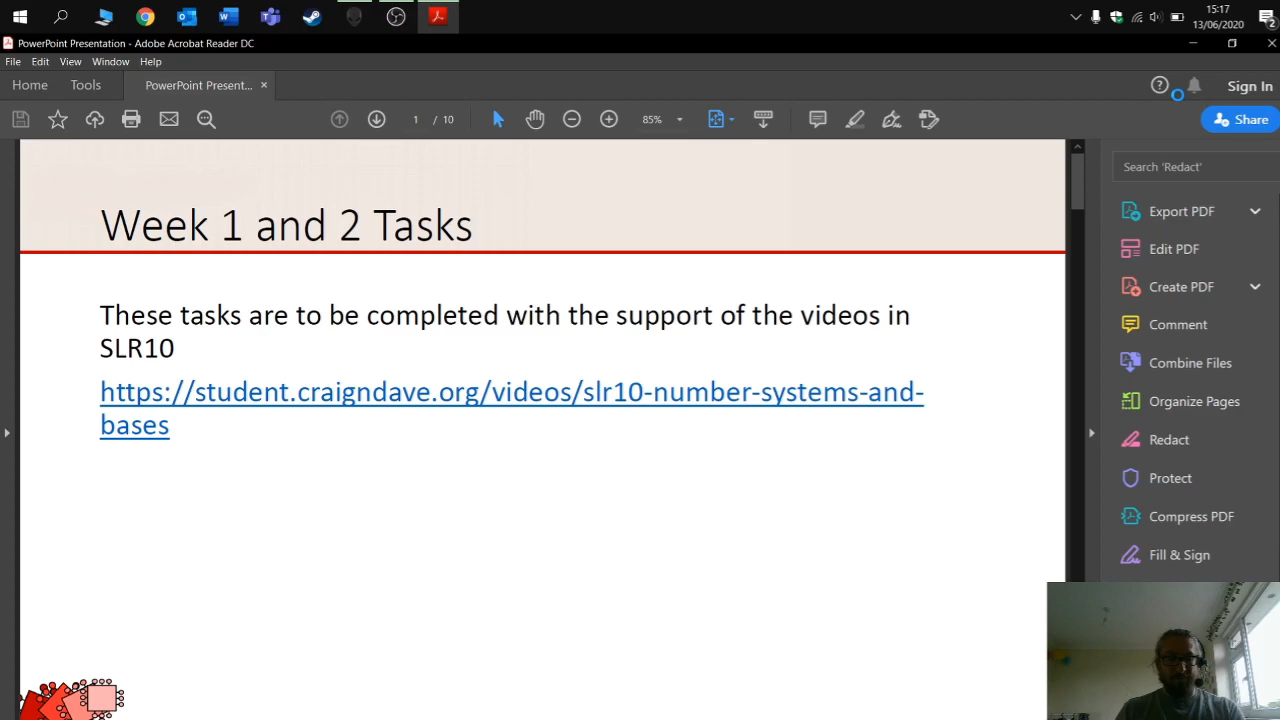 15:17
13/06/2020
2
PowerPoint Presentation - Adobe Acrobat Reader DC
File Edit View Window Help
Home Tools PowerPoint Present... × Sign In
1 / 10 85% Share
Search 'Redact'
Week 1 and 2 Tasks
These tasks are to be completed with the support of the videos in
SLR10
https://student.craigndave.org/videos/slr10-number-systems-and-
bases
Export PDF
Edit PDF
Create PDF
Comment
Combine Files
Organize Pages
Redact
Protect
Compress PDF
Fill & Sign